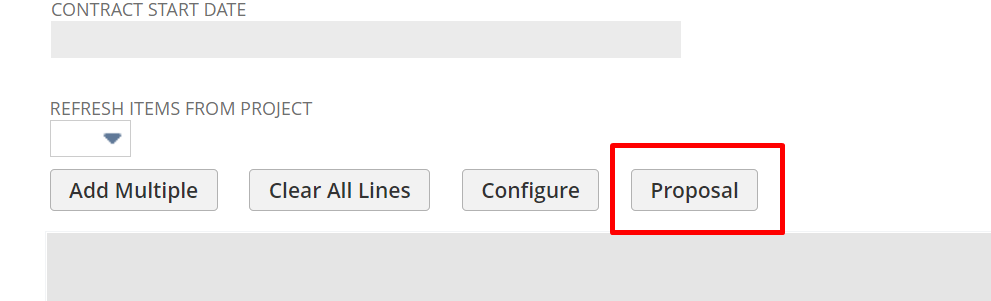 CONTRACT START DATE
REFRESH ITEMS FROM PROJECT
Add Multiple Clear All Lines Configure Proposal